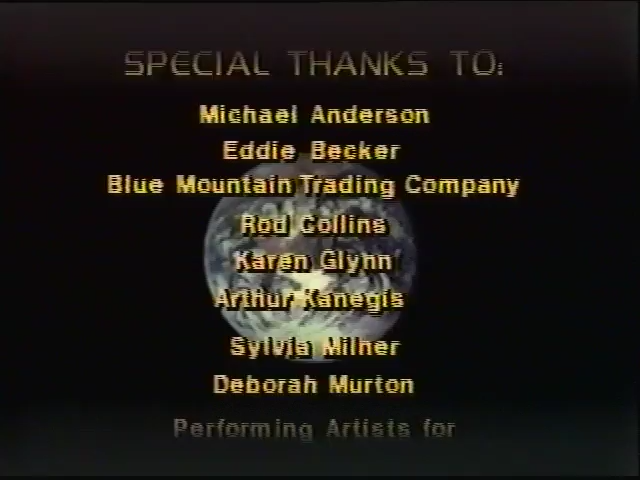 SPECIAL THANKS TO:
Michael Anderson
Eddie Becker
Blue Mountain Trading Company
Rod Collins
Karen Glynn
Arthur Kanegis
Sylvia Milner
Deborah Murton
Performing Artists for